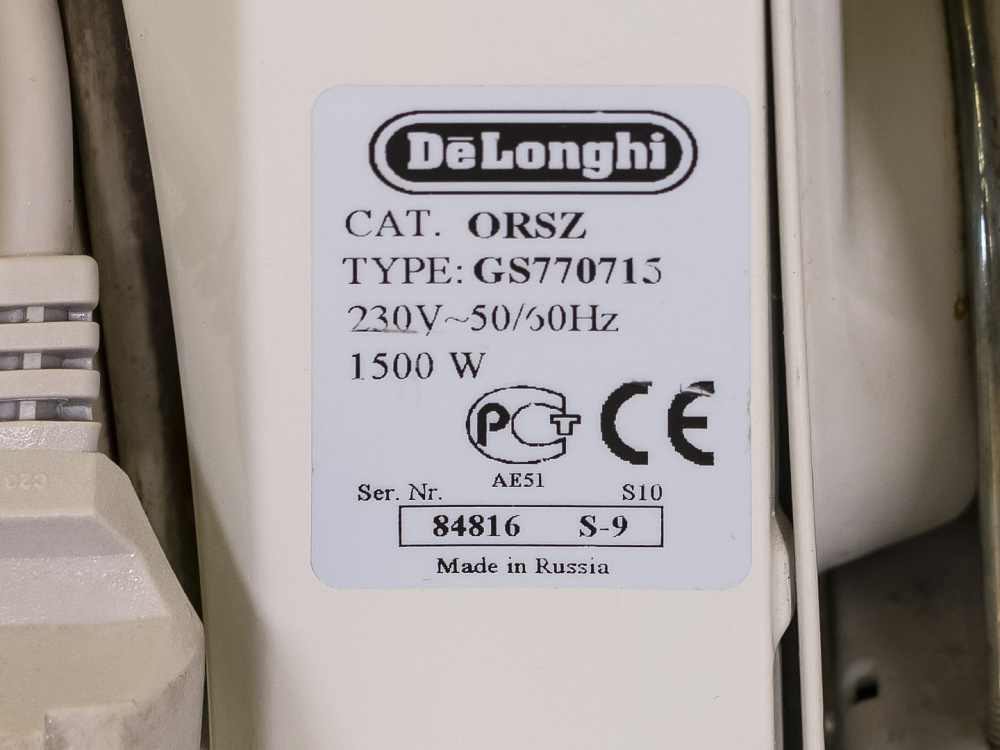 DēLonghi
CAT. ORSZ
TYPE: GS770715
230V~50/60Hz
1500 W
РСТ CE
AE51
Ser. Nr. S10
84816 S-9
Made in Russia